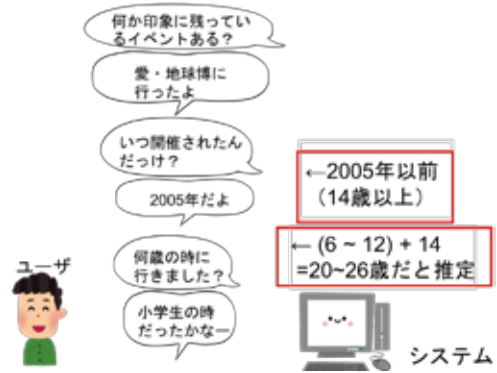 何か印象に残ってい
るイベントある？
愛・地球博に
行ったよ
いつ開催されたん
だっけ？
←2005年以前
（14歳以上）
2005年だよ
何歳の時に
行きました？
← (6 ~ 12) + 14
=20~26歳だと推定
ユーザ
小学生の時
だったかなー
システム